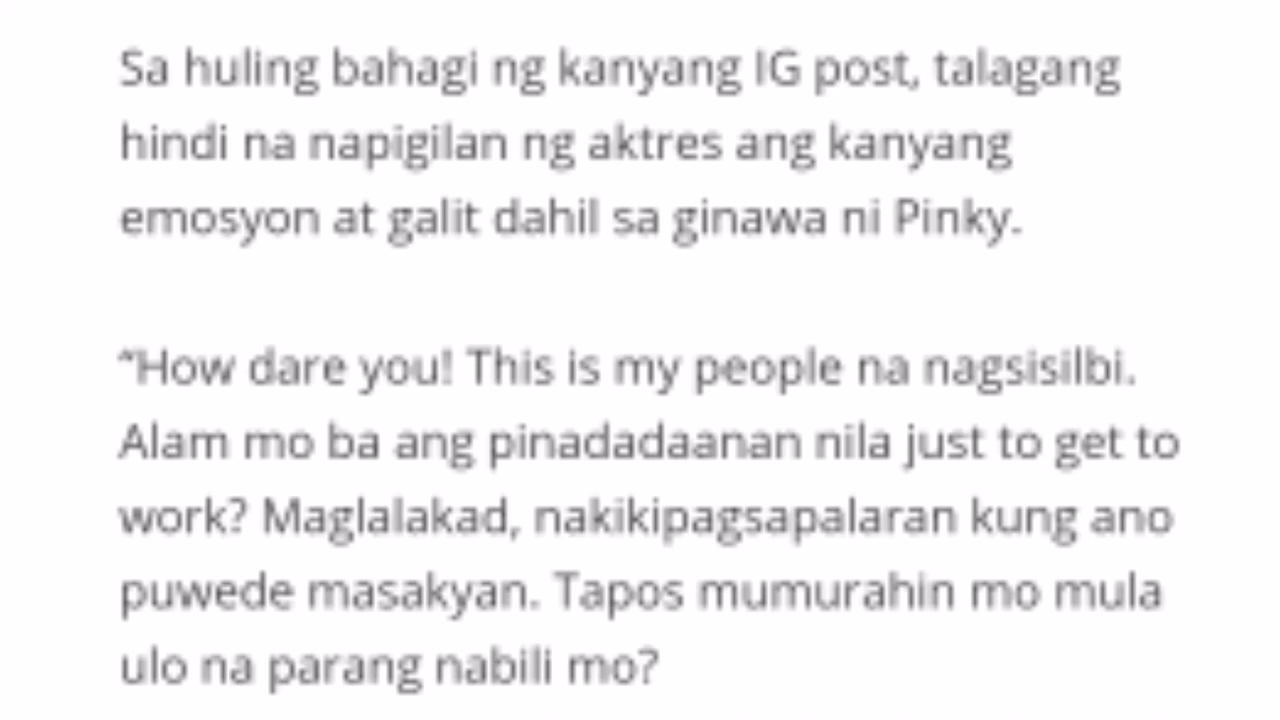 Sa huling bahagi ng kanyang IG post, talagang
hindi na napigilan ng aktres ang kanyang
emosyon at galit dahil sa ginawa ni Pinky.
“How dare you! This is my people na nagsisilbi.
Alam mo ba ang pinadadaanan nila just to get to
work? Maglalakad, nakikipagsapalaran kung ano
puwede masakyan. Tapos mumurahin mo mula
ulo na parang nabili mo?